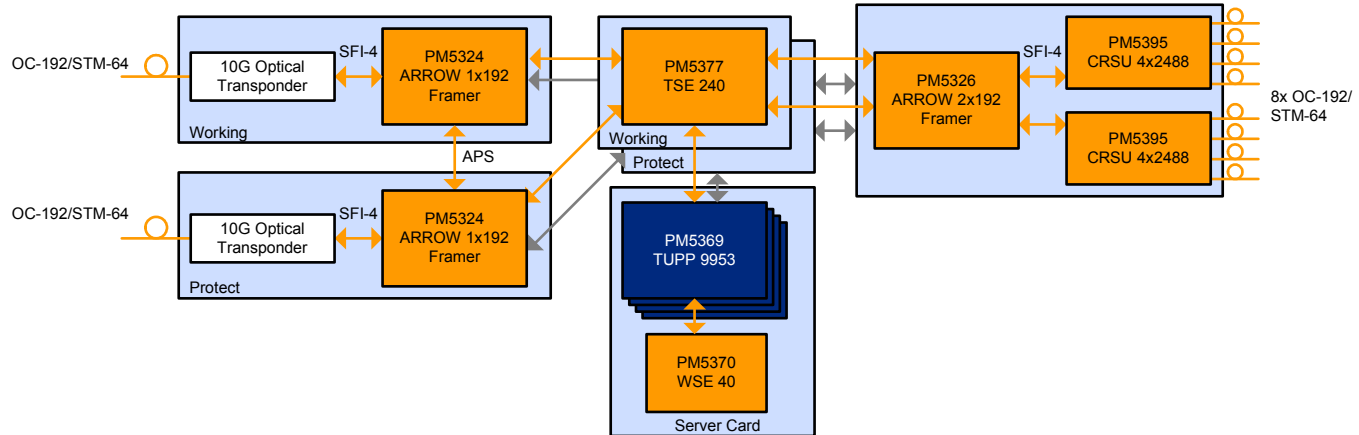 OC-192/STM-64
10G Optical
Transponder
SFI-4
PM5324
ARROW 1x192
Framer
Working
APS
OC-192/STM-64
10G Optical
Transponder
SFI-4
PM5324
ARROW 1x192
Framer
Protect
PM5377
TSE 240
Working
Protect
PM5369
TUPP 9953
PM5370
WSE 40
Server Card
PM5326
ARROW 2x192
Framer
SFI-4
PM5395
CRSU 4x2488
PM5395
CRSU 4x2488
8x OC-192/
STM-64